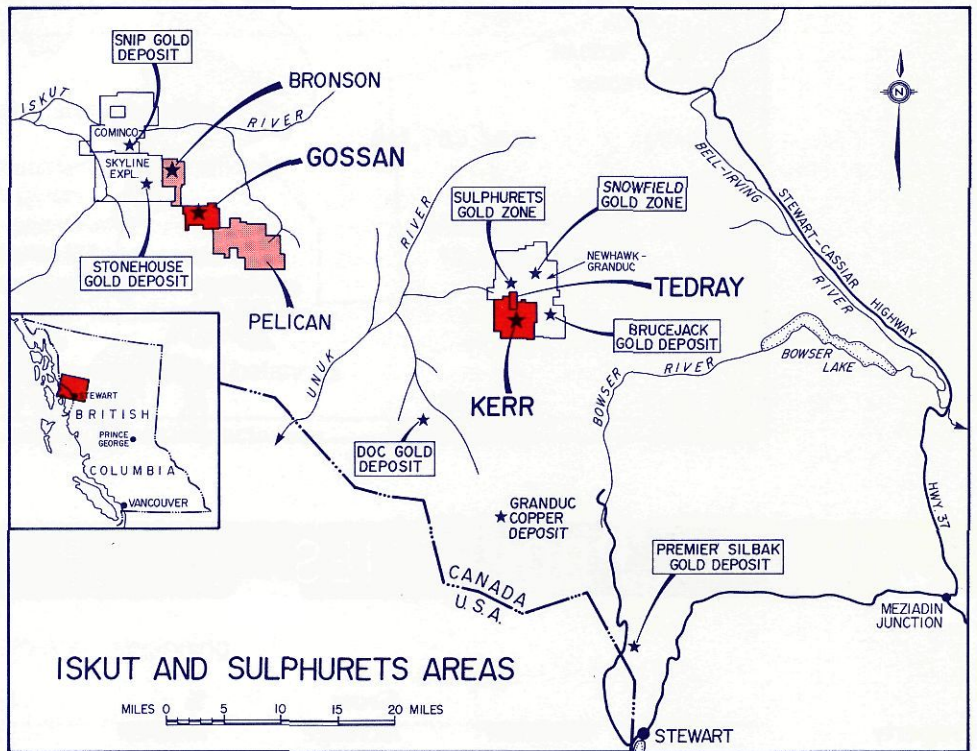 SNIP GOLD
DEPOSIT
BRONSON
ISKUT
RIVER
COMINCO
GOSSAN
SKYLINE
EXPL.
STONEHOUSE
GOLD DEPOSIT
PELICAN
RIVER
UNUK
SULPHURETS
GOLD ZONE
SNOWFIELD
GOLD ZONE
NEWHAWK-
GRANDUC
TEDRAY
BRUCEJACK
GOLD DEPOSIT
KERR
DOC GOLD
DEPOSIT
GRANDUC
COPPER
DEPOSIT
N
BELL-IRVING
RIVER
STEWART-CASSIAR
HIGHWAY
BOWSER
RIVER
BOWSER
LAKE
HWY. 37
PREMIER SILBAK
GOLD DEPOSIT
MEZIADIN
JUNCTION
STEWART
CANADA
U.S.A.
STEWART
BRITISH
PRINCE
GEORGE
COLUMBIA
VANCOUVER
ISKUT AND SULPHURETS AREAS
MILES 0 5 10 15 20 MILES